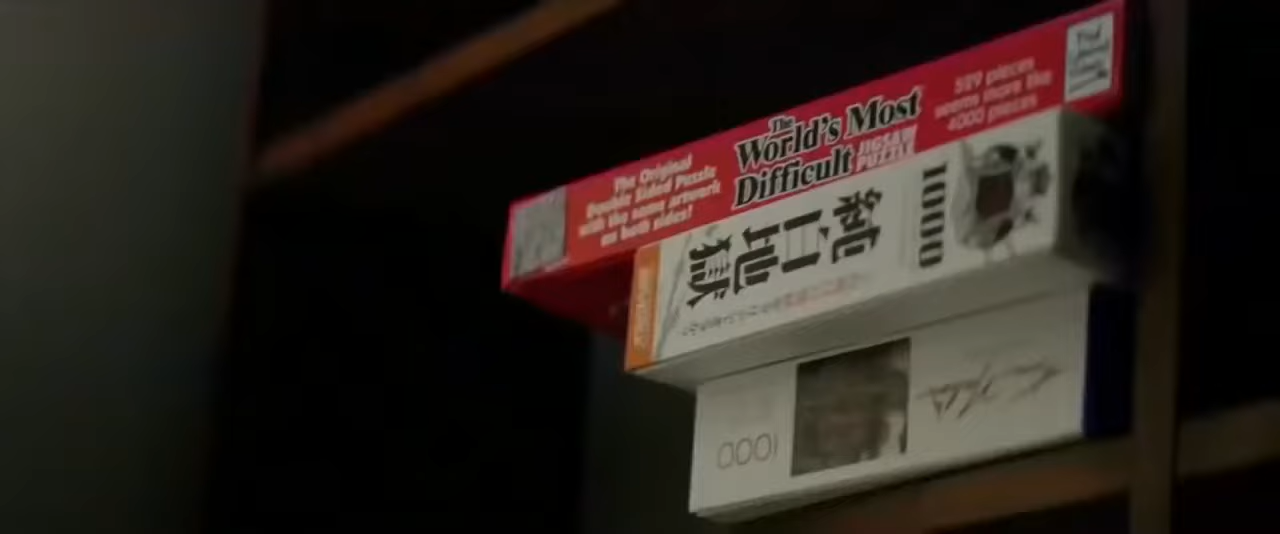 The Original
Double Sided Puzzle
with the same artwork
on both sides!
The
World's Most
Difficult JIGSAW
PUZZLE
529 pieces
seems more like
4000 pieces
純白地獄
1000
1000